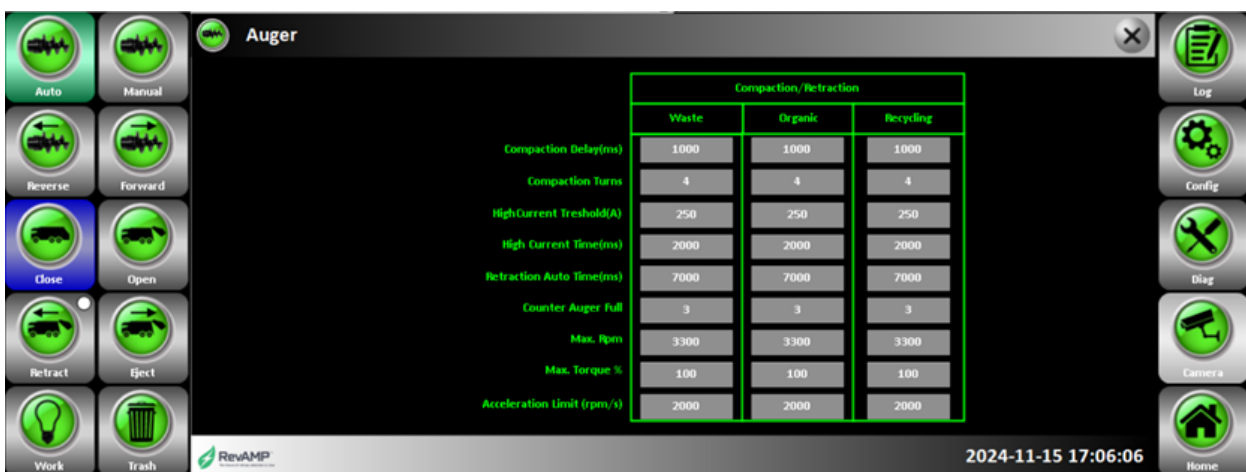 Auger
Auto
Manual
Reverse
Forward
Close
Open
Retract
Eject
Work
Trash
Compaction/Retraction
Waste Organic Recycling
Compaction Delay(ms) 1000 1000 1000
Compaction Turns 4 4 4
High Current Treshold(A) 250 250 250
High Current Time(ms) 2000 2000 2000
Retraction Auto Time(ms) 7000 7000 7000
Counter Auger Full 3 3 3
Max. Rpm 3300 3300 3300
Max. Torque % 100 100 100
Acceleration Limit (rpm/s) 2000 2000 2000
Log
Config
Diag
Camera
Home
RevAMP
2024-11-15 17:06:06